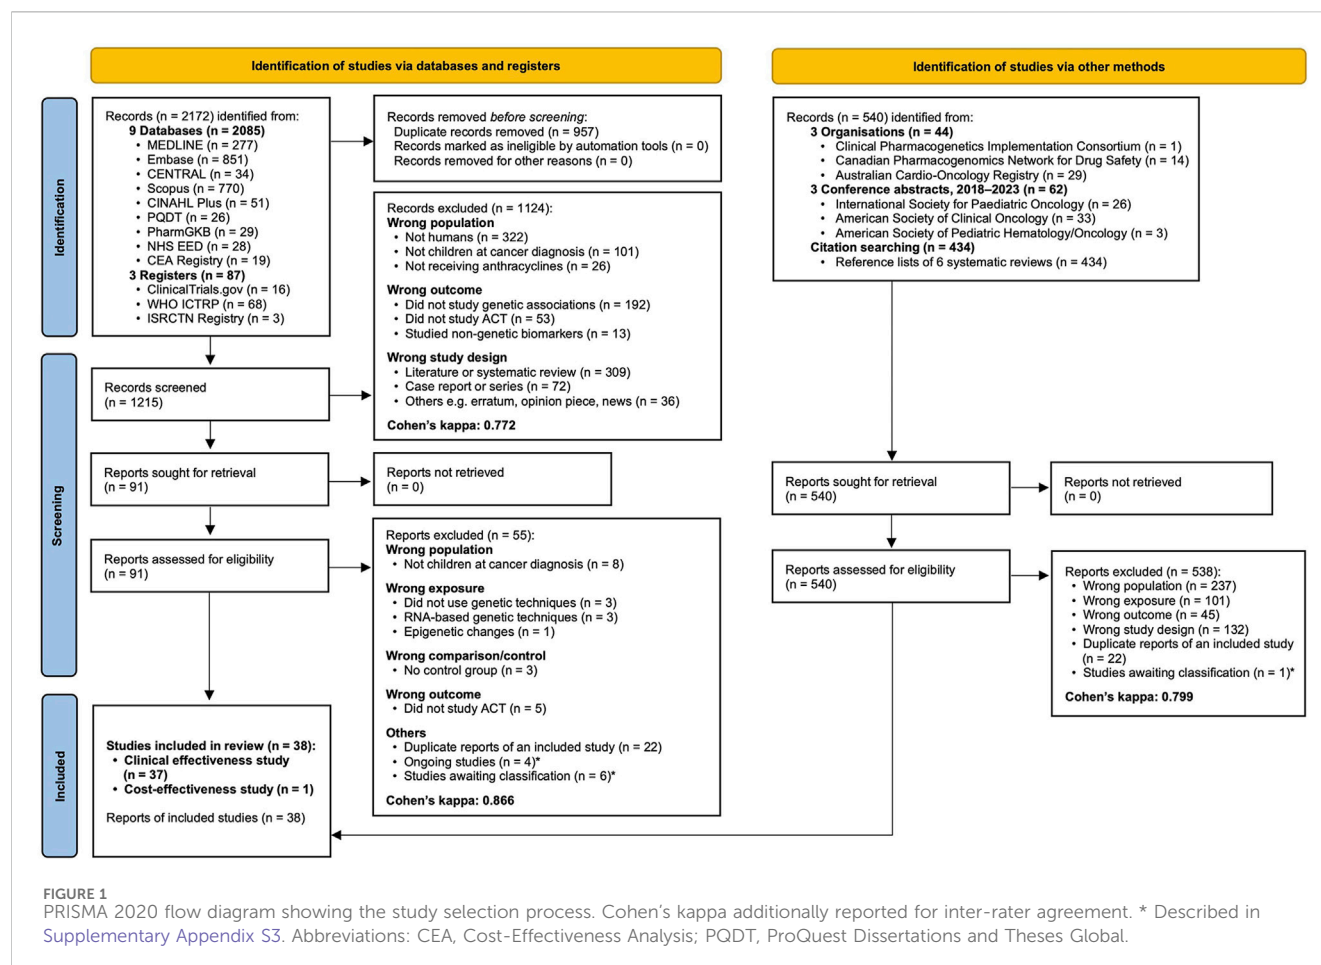 Identification of studies via databases and registers
Identification of studies via other methods
Identification
Records (n = 2172) identified from:
9 Databases (n = 2085)
• MEDLINE (n = 277)
• Embase (n = 851)
• CENTRAL (n = 34)
• Scopus (n = 770)
• CINAHL Plus (n = 51)
• PQDT (n = 26)
• PharmGKB (n = 29)
• NHS EED (n = 28)
• CEA Registry (n = 19)
3 Registers (n = 87)
• ClinicalTrials.gov (n = 16)
• WHO ICTRP (n = 68)
• ISRCTN Registry (n = 3)
Records removed before screening:
Duplicate records removed (n = 957)
Records marked as ineligible by automation tools (n = 0)
Records removed for other reasons (n = 0)
Records (n = 540) identified from:
3 Organisations (n = 44)
• Clinical Pharmacogenetics Implementation Consortium (n = 1)
• Canadian Pharmacogenomics Network for Drug Safety (n = 14)
• Australian Cardio-Oncology Registry (n = 29)
3 Conference abstracts, 2018–2023 (n = 62)
• International Society for Paediatric Oncology (n = 26)
• American Society of Clinical Oncology (n = 33)
• American Society of Pediatric Hematology/Oncology (n = 3)
Citation searching (n = 434)
• Reference lists of 6 systematic reviews (n = 434)
Records excluded (n = 1124):
Wrong population
• Not humans (n = 322)
• Not children at cancer diagnosis (n = 101)
• Not receiving anthracyclines (n = 26)
Wrong outcome
• Did not study genetic associations (n = 192)
• Did not study ACT (n = 53)
• Studied non-genetic biomarkers (n = 13)
Wrong study design
• Literature or systematic review (n = 309)
• Case report or series (n = 72)
• Others e.g. erratum, opinion piece, news (n = 36)
Cohen's kappa: 0.772
Screening
Records screened
(n = 1215)
Reports sought for retrieval
(n = 91)
Reports not retrieved
(n = 0)
Reports sought for retrieval
(n = 540)
Reports not retrieved
(n = 0)
Reports assessed for eligibility
(n = 91)
Reports excluded (n = 55):
Wrong population
• Not children at cancer diagnosis (n = 8)
Wrong exposure
• Did not use genetic techniques (n = 3)
• RNA-based genetic techniques (n = 3)
• Epigenetic changes (n = 1)
Wrong comparison/control
• No control group (n = 3)
Wrong outcome
• Did not study ACT (n = 5)
Others
• Duplicate reports of an included study (n = 22)
• Ongoing studies (n = 4)*
• Studies awaiting classification (n = 6)*
Cohen's kappa: 0.866
Reports assessed for eligibility
(n = 540)
Reports excluded (n = 538):
• Wrong population (n = 237)
• Wrong exposure (n = 101)
• Wrong outcome (n = 45)
• Wrong study design (n = 132)
• Duplicate reports of an included study
(n = 22)
• Studies awaiting classification (n = 1)*
Cohen's kappa: 0.799
Included
Studies included in review (n = 38):
• Clinical effectiveness study
(n = 37)
• Cost-effectiveness study (n = 1)
Reports of included studies (n = 38)
FIGURE 1
PRISMA 2020 flow diagram showing the study selection process. Cohen's kappa additionally reported for inter-rater agreement. * Described in
Supplementary Appendix S3. Abbreviations: CEA, Cost-Effectiveness Analysis; PQDT, ProQuest Dissertations and Theses Global.